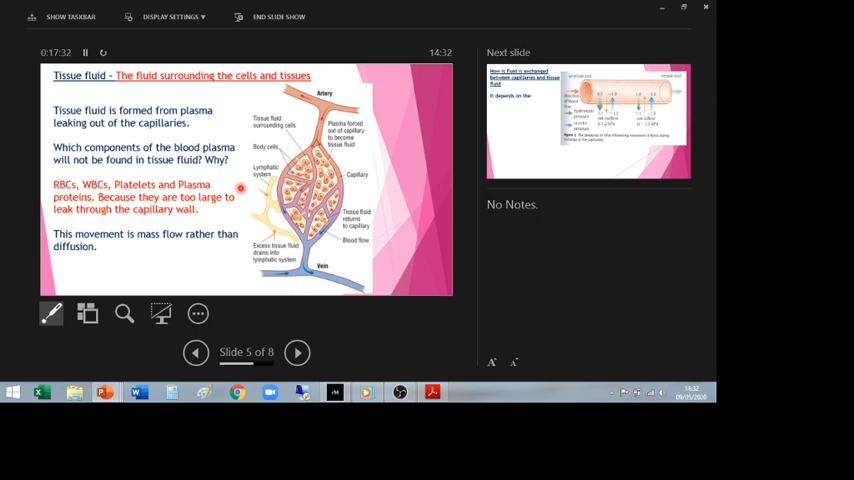 SHOW TASKBAR
DISPLAY SETTINGS ▼
END SLIDE SHOW
0:17:32
14:32
Tissue fluid - The fluid surrounding the cells and tissues
Tissue fluid is formed from plasma
leaking out of the capillaries.
Which components of the blood plasma
will not be found in tissue fluid? Why?
RBCs, WBCs, Platelets and Plasma
proteins. Because they are too large to
leak through the capillary wall.
This movement is mass flow rather than
diffusion.
Artery
Tissue fluid
surrounding cells
Plasma forced
out of capillary
to become
tissue fluid
Body cells
Lymphatic
system
Capillary
Tissue fluid
returns
to capillary
Blood flow
Excess tissue fluid
drains into
lymphatic system
Vein
Slide 5 of 8
Next slide
How is fluid is exchanged
between capillaries and tissue
fluid
It depends on the:
hydrostatic
pressure
net outflow
net inflow
No Notes.
A
A
14:32
09/05/2020